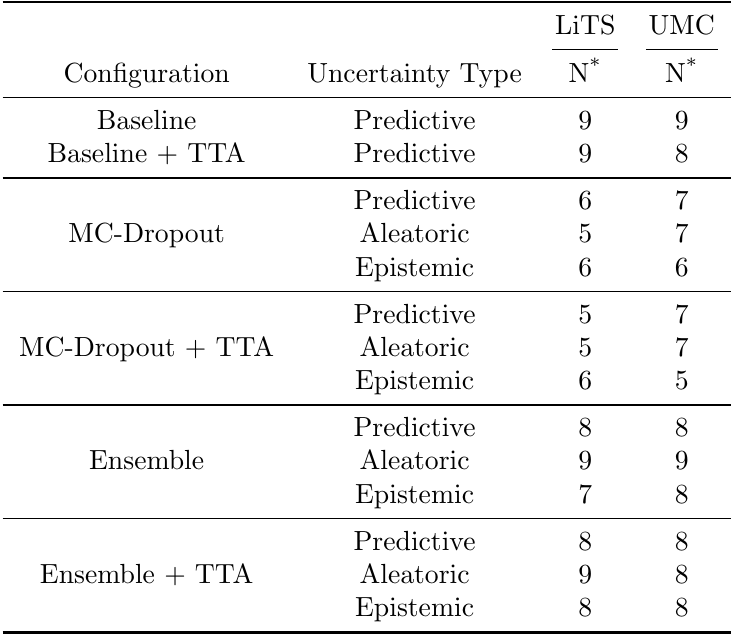 LiTS UMC
Configuration Uncertainty Type N* N*
Baseline Predictive 9 9
Baseline + TTA Predictive 9 8
Predictive 6 7
MC-Dropout Aleatoric 5 7
Epistemic 6 6
Predictive 5 7
MC-Dropout + TTA Aleatoric 5 7
Epistemic 6 5
Predictive 8 8
Ensemble Aleatoric 9 9
Epistemic 7 8
Predictive 8 8
Ensemble + TTA Aleatoric 9 8
Epistemic 8 8